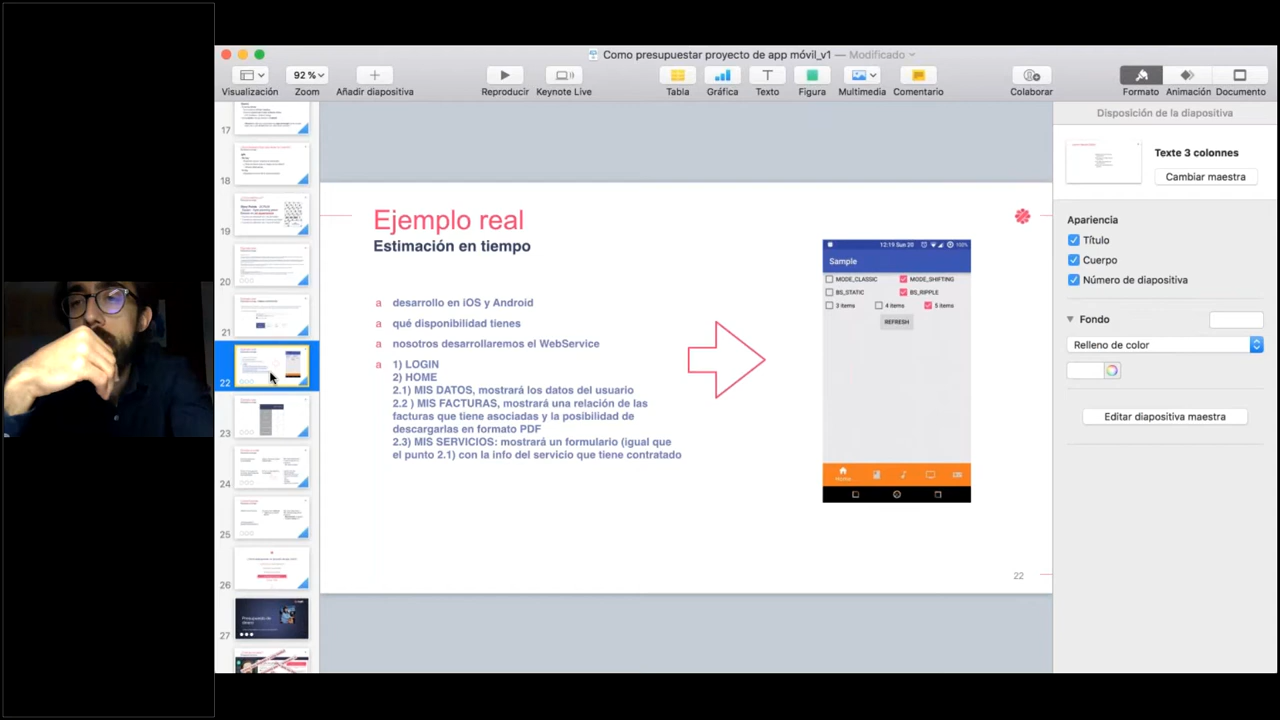 Como presupuestar proyecto de app móvil_v1 — Modificado
92 %
Visualización
Zoom
Añadir diapositiva
Reproducir
Keynote Live
Tabla
Gráfica
Texto
Figura
Multimedia
Comentario
Colaborar
Formato
Animación
Documento
17
18
19
20
21
22
23
24
25
26
27
Ejemplo real
Estimación en tiempo
a desarrollo en iOS y Android
a qué disponibilidad tienes
a nosotros desarrollaremos el WebService
a 1) LOGIN
2) HOME
2.1) MIS DATOS, mostrará los datos del usuario
2.2 ) MIS FACTURAS, mostrará una relación de las
facturas que tiene asociadas y la posibilidad de
descargarlas en formato PDF
2.3) MIS SERVICIOS: mostrará un formulario (igual que
el punto 2.1) con la info del servicio que tiene contratado
12:19 Sun 20
100%
Sample
MODE_CLASSIC
MODE_SHIFTING
BS_STATIC
BS_RIPPLE
3 items
4 items
5 items
REFRESH
Home
22
Distribución de la diapositiva
Texte 3 colonnes
Cambiar maestra
Apariencia
Título
Cuerpo
Número de diapositiva
Fondo
Relleno de color
Editar diapositiva maestra